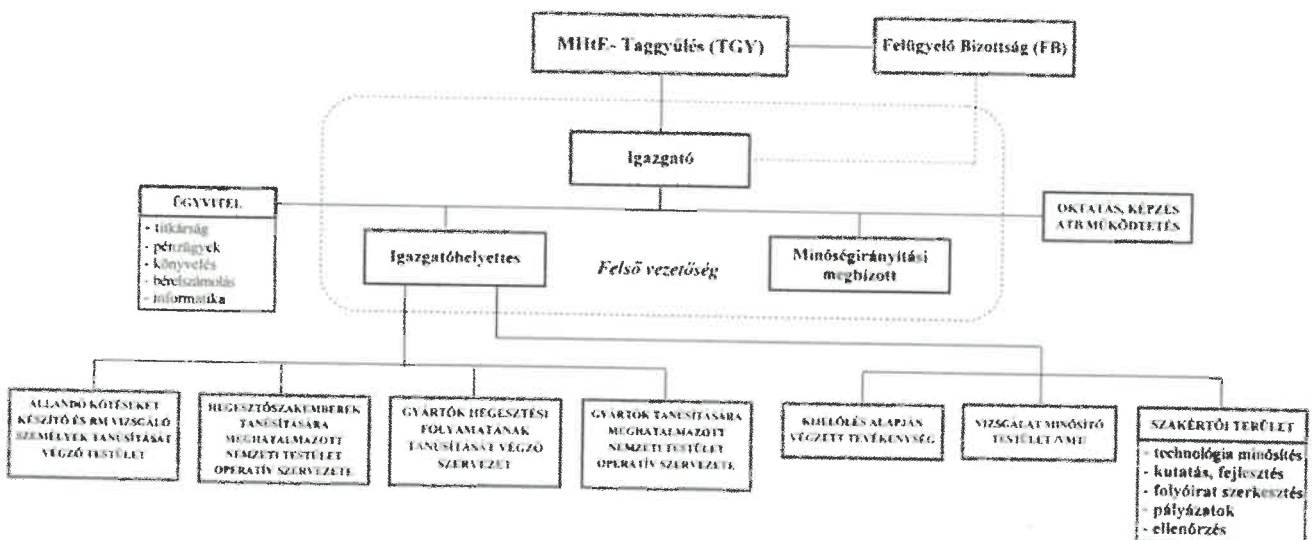 MHtE- Taggyűlés (TGY)
Felügyelő Bizottság (FB)
Igazgató
ÜGYVITEL
- titkárság
- pénzügyek
- könyvelés
- bérelszámolás
- informatika
Igazgatóhelyettes
Felső vezetőség
Minőségirányítási
megbízott
OKTATÁS, KÉPZÉS
ATB MŰKÖDTETÉS
ÁLLANDÓ KÖTÉSEKET
KÉSZÍTŐ ÉS RM VIZSGÁLÓ
SZEMÉLYEK TANÚSÍTÁSÁT
VÉGZŐ TESTÜLET
HEGESZTŐSZAKEMBEREK
TANÚSÍTÁSÁRA
MEGHATALMAZOTT
NEMZETI TESTÜLET
OPERATÍV SZERVEZETE
GYÁRTÓK HEGESZTÉSI
FOLYAMATÁNAK
TANÚSÍTÁSÁT VÉGZŐ
SZERVEZET
GYÁRTÓK TANÚSÍTÁSÁRA
MEGHATALMAZOTT
NEMZETI TESTÜLET
OPERATÍV SZERVEZETE
KIJELÖLÉS ALAPJÁN
VÉGZETT TEVÉKENYSÉG
VIZSGÁLAT MINŐSÍTŐ
TESTÜLET /VMT/
SZAKÉRTŐI TERÜLET
- technológia minősítés
- kutatás, fejlesztés
- folyóirat szerkesztés
- pályázatok
- ellenőrzés